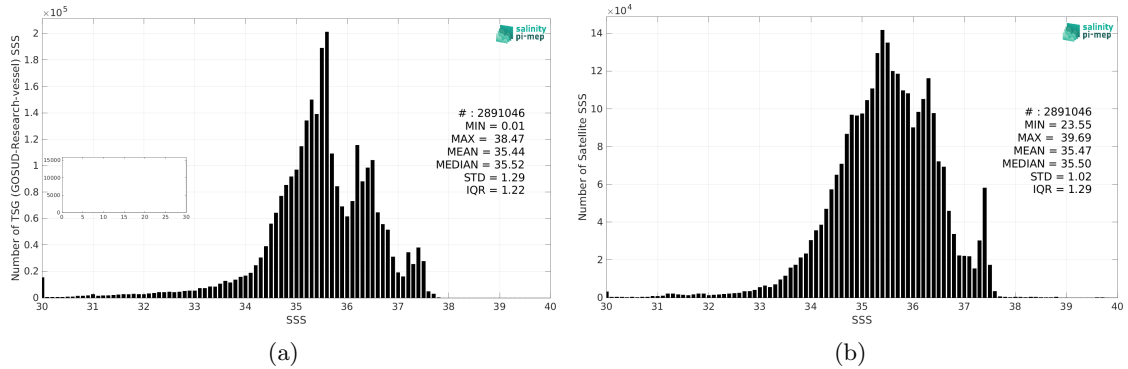 ×10^5
2
1.8
1.6
1.4
1.2
1
0.8
0.6
0.4
0.2
0
Number of TSG (GOSUD-Research-vessel) SSS
salinity
pi-mep
# : 2891046
MIN = 0.01
MAX = 38.47
MEAN = 35.44
MEDIAN = 35.52
STD = 1.29
IQR = 1.22
15000
10000
5000
0
0 5 10 15 20 25 30
30 31 32 33 34 35 36 37 38 39 40
SSS
(a)
×10^4
14
12
10
8
6
4
2
0
Number of Satellite SSS
salinity
pi-mep
# : 2891046
MIN = 23.55
MAX = 39.69
MEAN = 35.47
MEDIAN = 35.50
STD = 1.02
IQR = 1.29
30 31 32 33 34 35 36 37 38 39 40
SSS
(b)